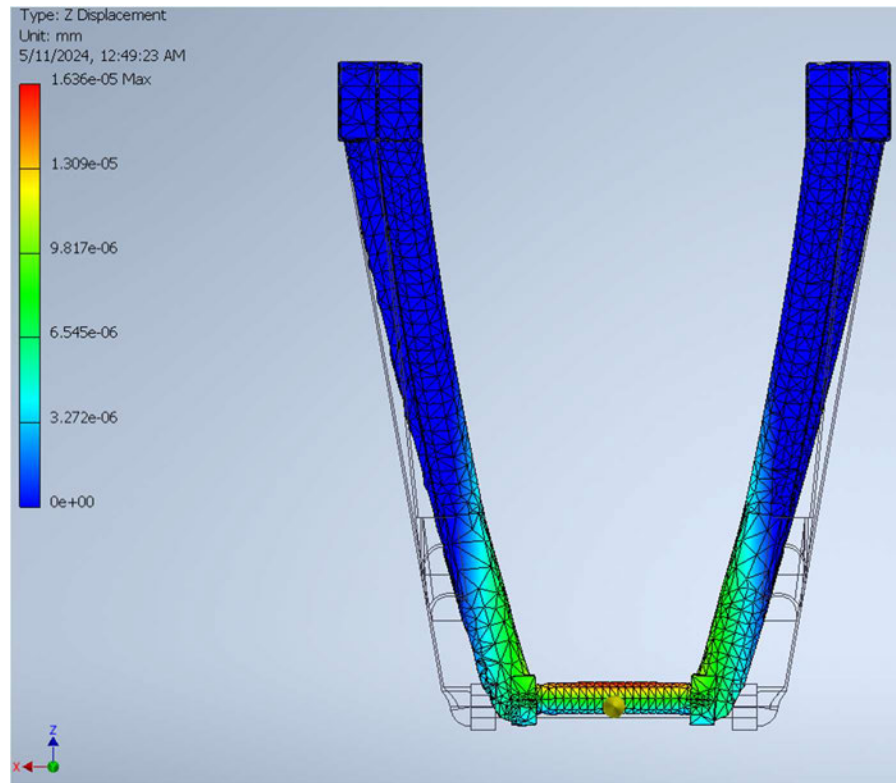 Type: Z Displacement
Unit: mm
5/11/2024, 12:49:23 AM
1.636e-05 Max
1.309e-05
9.817e-06
6.545e-06
3.272e-06
0e+00
Z
X